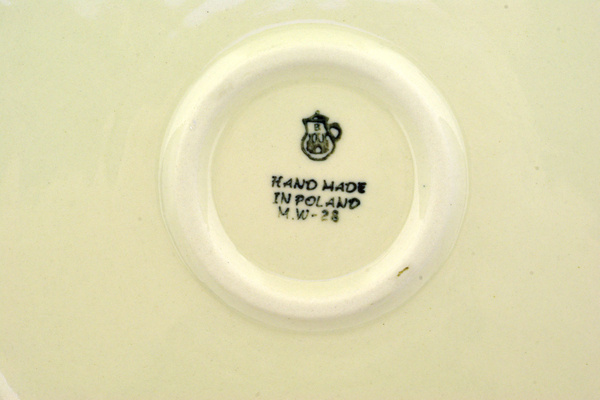 B
HAND MADE
IN POLAND
M.W-28